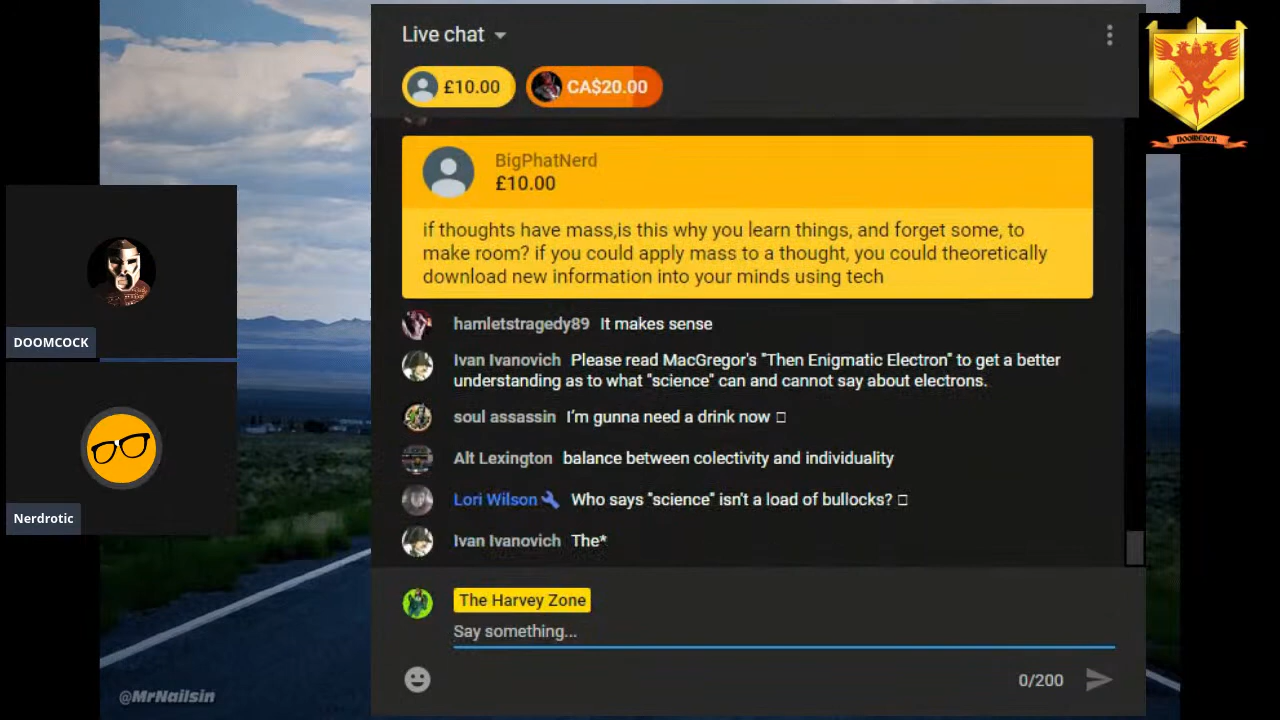 Live chat
£10.00
CA$20.00
BigPhatNerd
£10.00
if thoughts have mass,is this why you learn things, and forget some, to
make room? if you could apply mass to a thought, you could theoretically
download new information into your minds using tech
hamletstragedy89 It makes sense
Ivan Ivanovich Please read MacGregor's "Then Enigmatic Electron" to get a better
understanding as to what "science" can and cannot say about electrons.
soul assassin I'm gunna need a drink now
Alt Lexington balance between colectivity and individuality
Lori Wilson Who says "science" isn't a load of bullocks?
Ivan Ivanovich The*
The Harvey Zone
Say something...
0/200
DOOMCOCK
Nerdrotic
@MrNailsin
DOOMCOCK